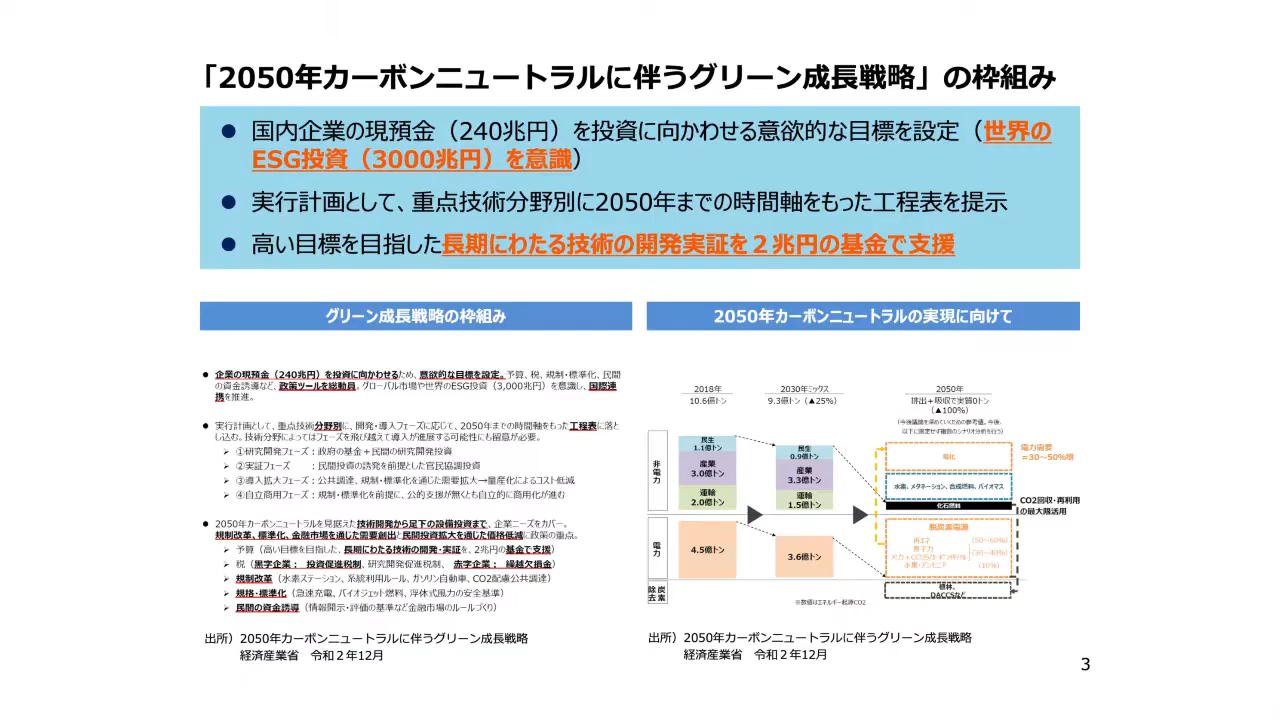 「2050年カーボンニュートラルに伴うグリーン成長戦略」の枠組み
● 国内企業の現預金（240兆円）を投資に向かわせる意欲的な目標を設定（世界の
ESG投資（3000兆円）を意識）
● 実行計画として、重点技術分野別に2050年までの時間軸をもった工程表を提示
● 高い目標を目指した長期にわたる技術の開発実証を２兆円の基金で支援
グリーン成長戦略の枠組み
● 企業の現預金（240兆円）を投資に向かわせるため、意欲的な目標を設定。予算、税、規制・標準化、民間
の資金誘導など、政策ツールを総動員。グローバル市場や世界のESG投資（3,000兆円）を意識し、国際連
携を推進。
● 実行計画として、重点技術分野別に、開発・導入フェーズに応じて、2050年までの時間軸をもった工程表に落と
し込む。技術分野によってはフェーズを飛び越えて導入が進展する可能性にも留意が必要。
➢ ①研究開発フェーズ：政府の基金＋民間の研究開発投資
➢ ②実証フェーズ　　：民間投資の誘発を前提とした官民協調投資
➢ ③導入拡大フェーズ：公共調達、規制・標準化を通じた需要拡大→量産化によるコスト低減
➢ ④自立商用フェーズ：規制・標準化を前提に、公的支援が無くとも自立的に商用化が進む
● 2050年カーボンニュートラルを見据えた技術開発から足下の設備投資まで、企業ニーズをカバー。
規制改革、標準化、金融市場を通じた需要創出と民間投資拡大を通じた価格低減に政策の重点。
➢ 予算（高い目標を目指した、長期にわたる技術の開発・実証を、2兆円の基金で支援）
➢ 税（黒字企業：　投資促進税制、研究開発促進税制、　赤字企業：　繰越欠損金）
➢ 規制改革（水素ステーション、系統利用ルール、ガソリン自動車、CO2配慮公共調達）
➢ 規格・標準化（急速充電、バイオジェット燃料、浮体式風力の安全基準）
➢ 民間の資金誘導（情報開示・評価の基準など金融市場のルールづくり）
出所）2050年カーボンニュートラルに伴うグリーン成長戦略
経済産業省　令和２年12月
2050年カーボンニュートラルの実現に向けて
2018年
10.6億トン
2030年ミックス
9.3億トン（▲25%）
2050年
排出＋吸収で実質0トン
（▲100%）
（今後議論を深めていくための参考値。今後、
以下に限定せず複数のシナリオ分析を行う）
非電力
民生
1.1億トン
産業
3.0億トン
運輸
2.0億トン
民生
0.9億トン
産業
3.3億トン
運輸
1.5億トン
電化
電力需要
＝30～50%増
水素、メタネーション、合成燃料、バイオマス
化石燃料
CO2回収・再利用
の最大限活用
電力
4.5億トン
3.6億トン
脱炭素電源
再エネ　(50～60%)
原子力
(30～40%)
水素・アンモニア　(10%)
炭素除去
植林、
DACCSなど
※数値はエネルギー起源CO2
出所）2050年カーボンニュートラルに伴うグリーン成長戦略
経済産業省　令和２年12月
3